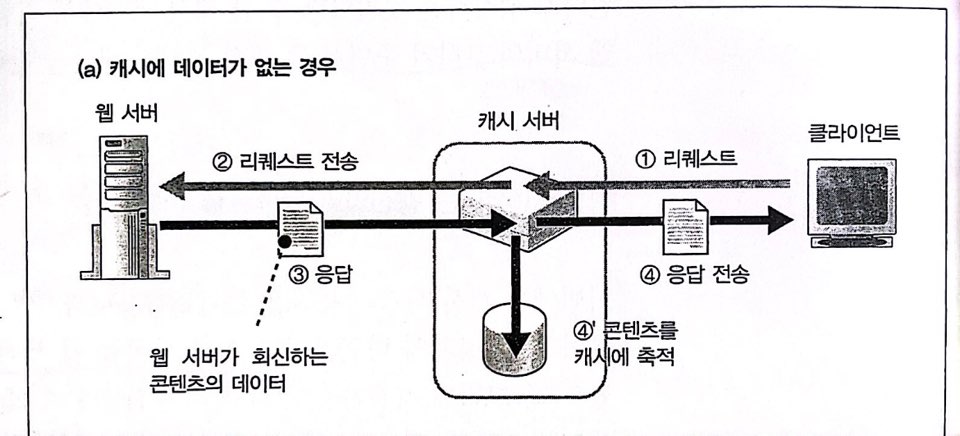 (a) 캐시에 데이터가 없는 경우
웹 서버
캐시 서버
클라이언트
② 리퀘스트 전송
① 리퀘스트
③ 응답
④ 응답 전송
④' 콘텐츠를
캐시에 축적
웹 서버가 회신하는
콘텐츠의 데이터